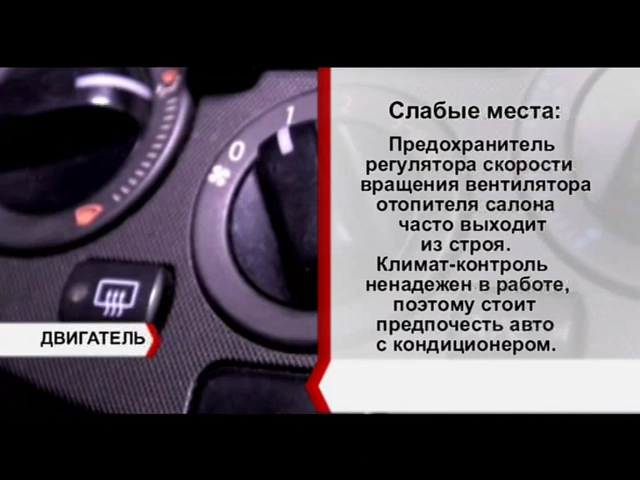 Слабые места:
Предохранитель
регулятора скорости
вращения вентилятора
отопителя салона
часто выходит
из строя.
Климат-контроль
ненадежен в работе,
поэтому стоит
предпочесть авто
с кондиционером.
0
1
ДВИГАТЕЛЬ